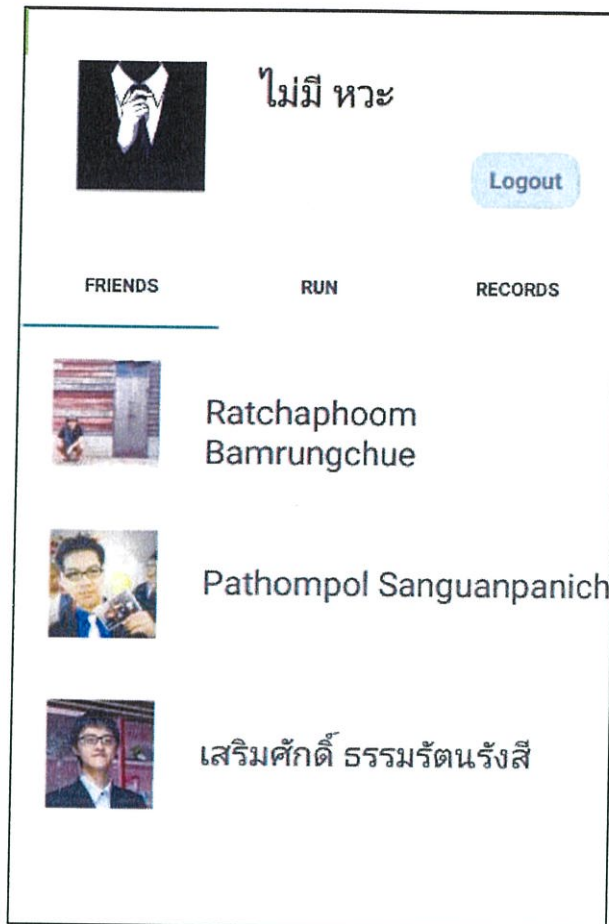 ไม่มี หวะ
Logout
FRIENDS RUN RECORDS
Ratchaphoom
Bamrungchue
Pathompol Sanguanpanich
เสริมศักดิ์ ธรรมรัตนรังสี